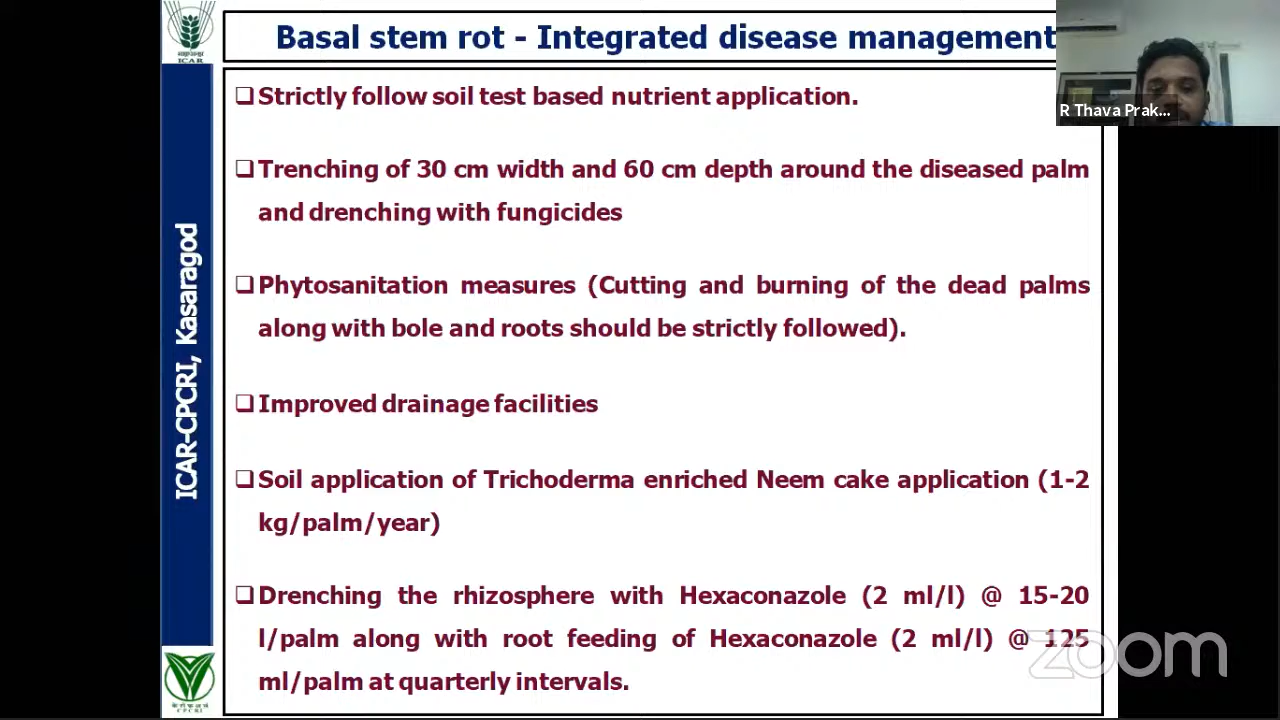 Basal stem rot - Integrated disease management
❑Strictly follow soil test based nutrient application.
❑Trenching of 30 cm width and 60 cm depth around the diseased palm
and drenching with fungicides
❑Phytosanitation measures (Cutting and burning of the dead palms
along with bole and roots should be strictly followed).
❑Improved drainage facilities
❑Soil application of Trichoderma enriched Neem cake application (1-2
kg/palm/year)
❑Drenching the rhizosphere with Hexaconazole (2 ml/l) @ 15-20
l/palm along with root feeding of Hexaconazole (2 ml/l) @ 125
ml/palm at quarterly intervals.
ICAR-CPCRI, Kasaragod
ICAR
CPCRI
R Thava Prak...
zoom